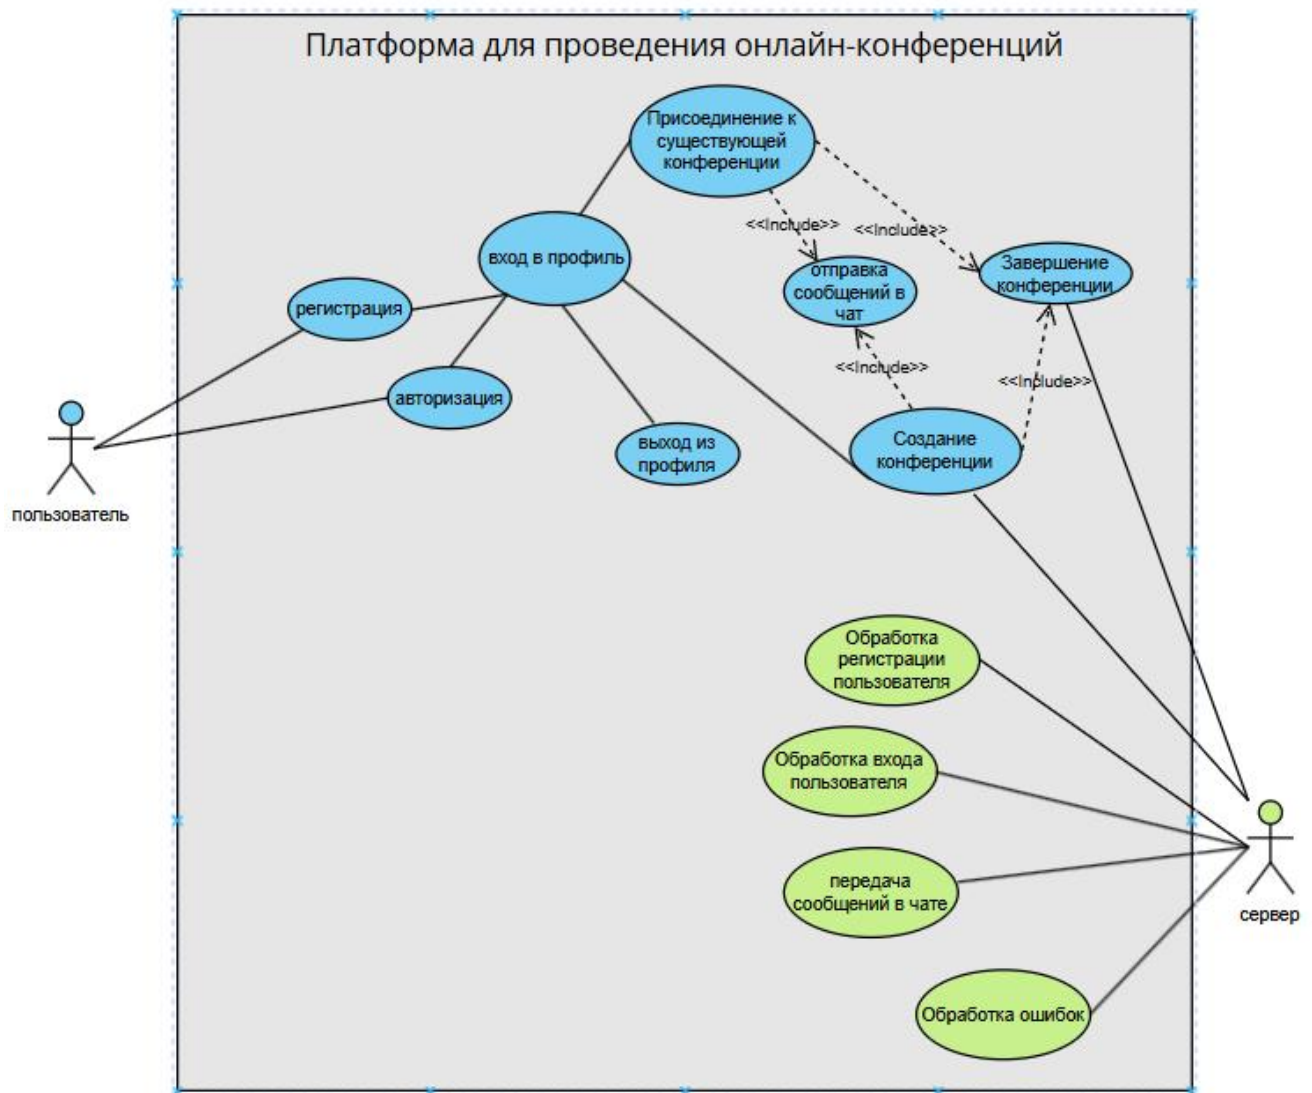 Платформа для проведения онлайн-конференций
Присоединение к
существующей
конференции
<<Include>>
<<Include>>
вход в профиль
отправка
сообщений в
чат
Завершение
конференции
регистрация
<<Include>>
<<Include>>
авторизация
выход из
профиля
Создание
конференции
пользователь
Обработка
регистрации
пользователя
Обработка входа
пользователя
передача
сообщений в чате
сервер
Обработка ошибок